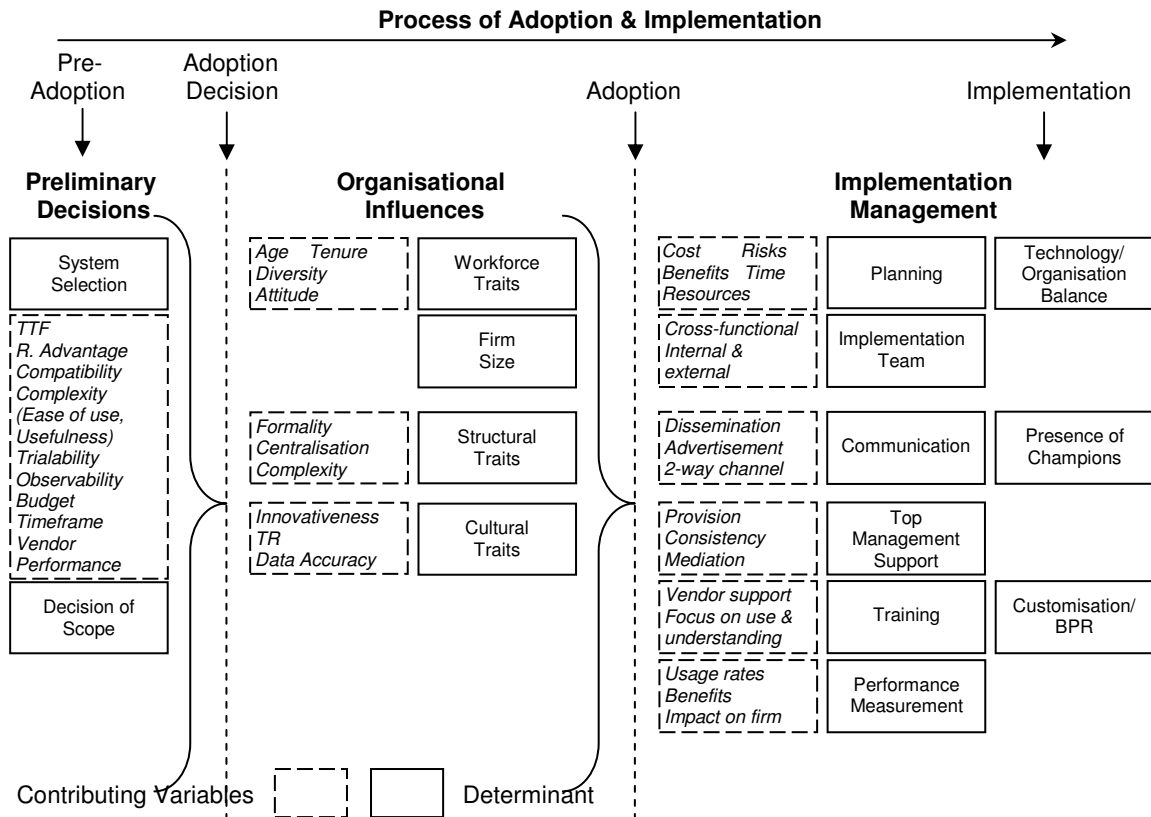 Process of Adoption & Implementation
Pre-
Adoption
Adoption
Decision
Adoption
Implementation
Preliminary
Decisions
Organisational
Influences
Implementation
Management
System
Selection
TTF
R. Advantage
Compatibility
Complexity
(Ease of use,
Usefulness)
Trialability
Observability
Budget
Timeframe
Vendor
Performance
Decision of
Scope
Age Tenure
Diversity
Attitude
Workforce
Traits
Firm
Size
Formality
Centralisation
Complexity
Structural
Traits
Innovativeness
TR
Data Accuracy
Cultural
Traits
Cost Risks
Benefits Time
Resources
Planning
Technology/
Organisation
Balance
Cross-functional
Internal &
external
Implementation
Team
Dissemination
Advertisement
2-way channel
Communication
Presence of
Champions
Provision
Consistency
Mediation
Top
Management
Support
Vendor support
Focus on use &
understanding
Training
Customisation/
BPR
Usage rates
Benefits
Impact on firm
Performance
Measurement
Contributing Variables
Determinant